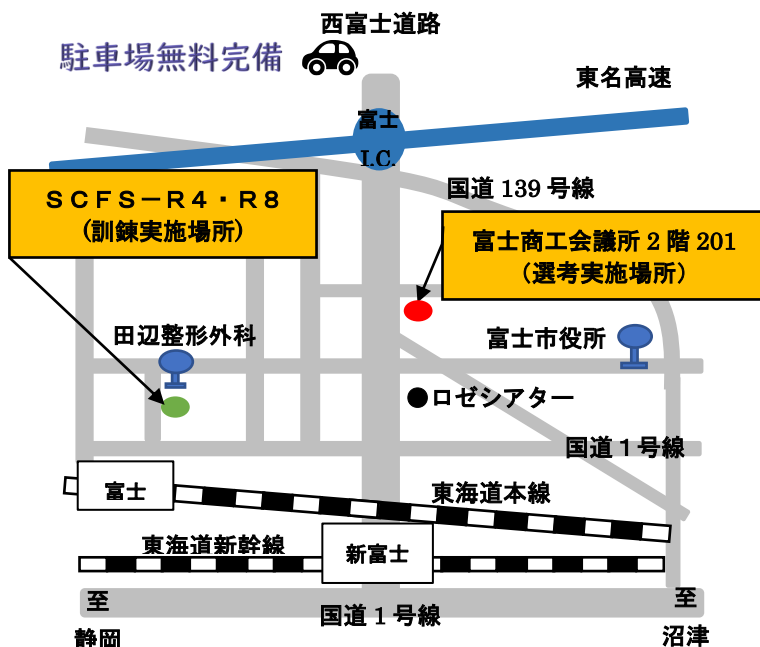 西富士道路
駐車場無料完備
東名高速
富士
I.C.
国道 139 号線
ＳＣＦＳ－Ｒ４・Ｒ８
(訓練実施場所)
富士商工会議所 2 階 201
（選考実施場所）
田辺整形外科
富士市役所
●ロゼシアター
国道 1 号線
富士
東海道本線
東海道新幹線
新富士
至
静岡
国道 1 号線
至
沼津